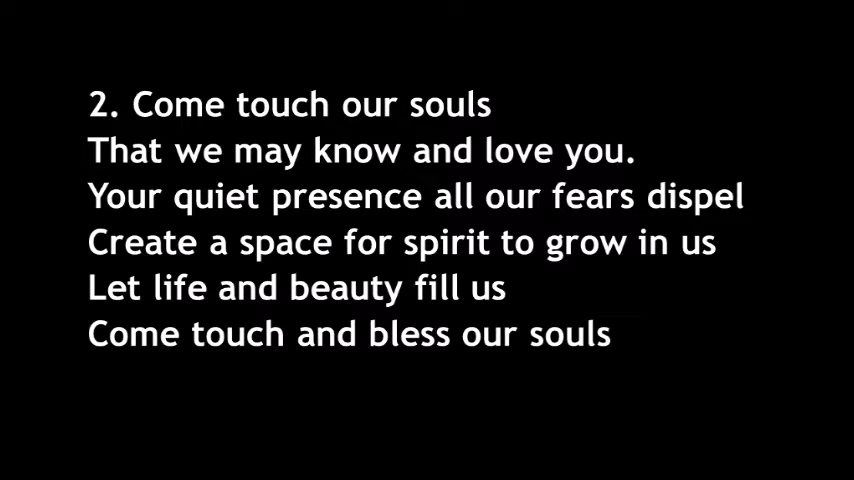 2. Come touch our souls
That we may know and love you.
Your quiet presence all our fears dispel
Create a space for spirit to grow in us
Let life and beauty fill us
Come touch and bless our souls